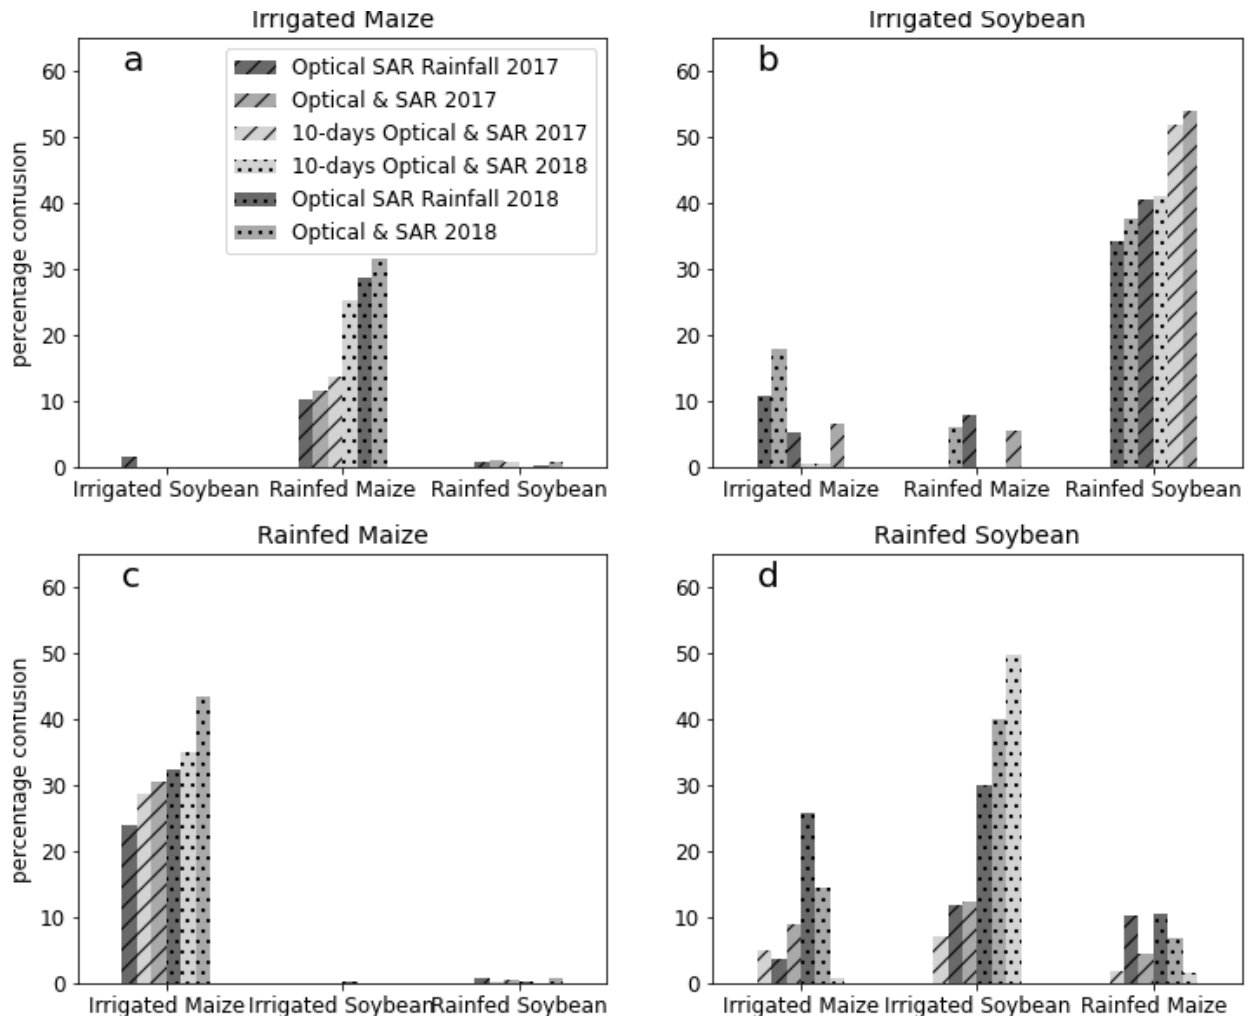 Irrigated Maize
Irrigated Soybean
a
b
Optical SAR Rainfall 2017
Optical & SAR 2017
10-days Optical & SAR 2017
10-days Optical & SAR 2018
Optical SAR Rainfall 2018
Optical & SAR 2018
percentage confusion
60
50
40
30
20
10
0
60
50
40
30
20
10
0
Irrigated Soybean Rainfed Maize Rainfed Soybean
Irrigated Maize Rainfed Maize Rainfed Soybean
Rainfed Maize
Rainfed Soybean
c
d
percentage confusion
60
50
40
30
20
10
0
60
50
40
30
20
10
0
Irrigated Maize Irrigated Soybean Rainfed Soybean
Irrigated Maize Irrigated Soybean Rainfed Maize